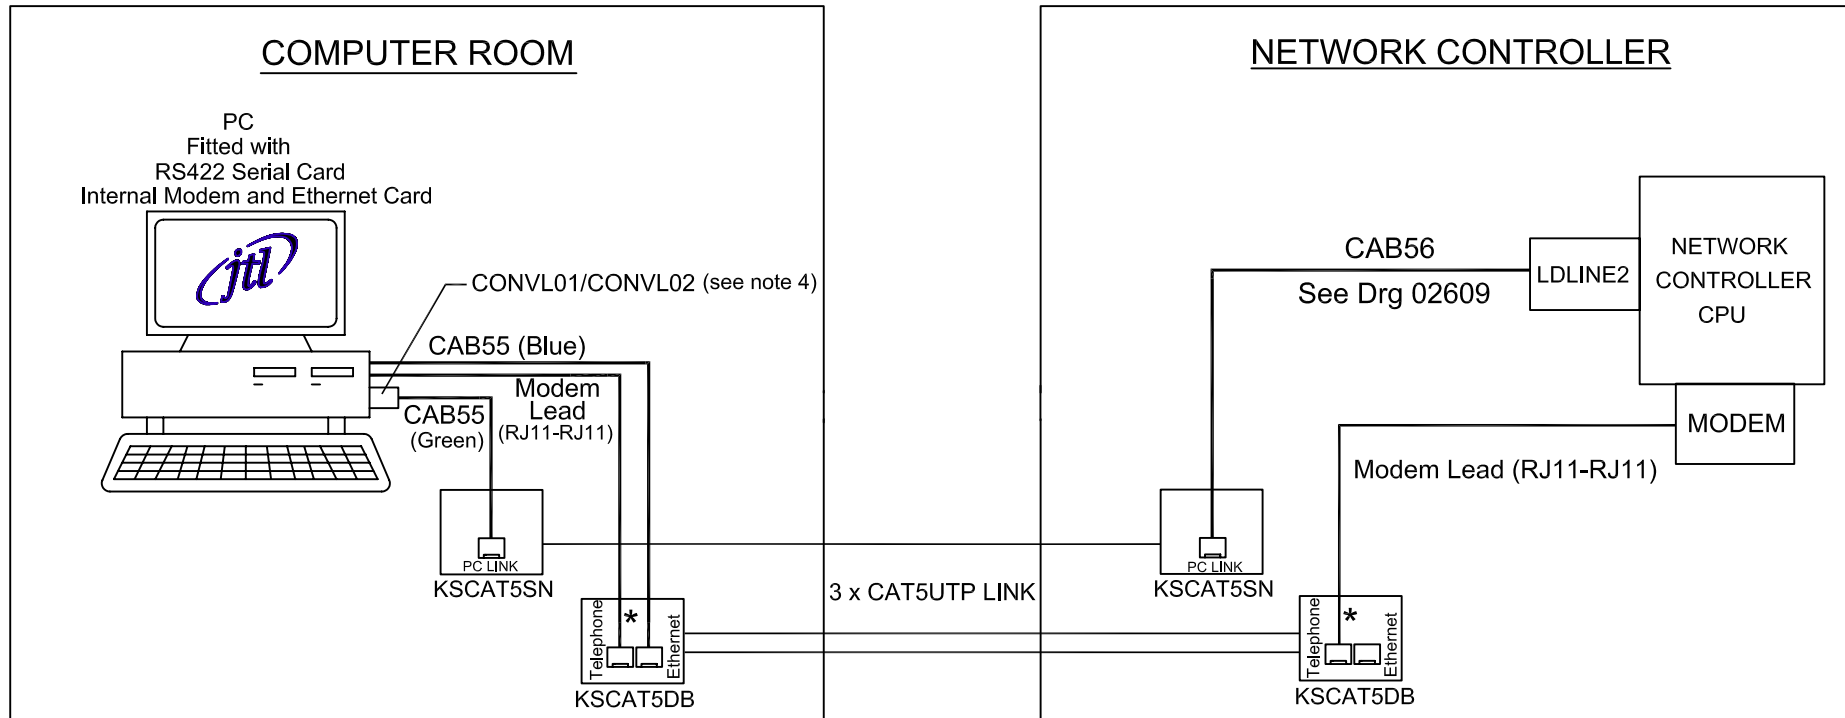 COMPUTER ROOM
PC
Fitted with
RS422 Serial Card
Internal Modem and Ethernet Card
jtl
CONVL01/CONVL02 (see note 4)
CAB55 (Blue)
Modem
Lead
(RJ11-RJ11)
CAB55
(Green)
PC LINK
KSCAT5SN
Telephone
*
Ethernet
KSCAT5DB
3 x CAT5UTP LINK
NETWORK CONTROLLER
CAB56
See Drg 02609
LDLINE2
NETWORK
CONTROLLER
CPU
MODEM
Modem Lead (RJ11-RJ11)
PC LINK
KSCAT5SN
Telephone
*
Ethernet
KSCAT5DB